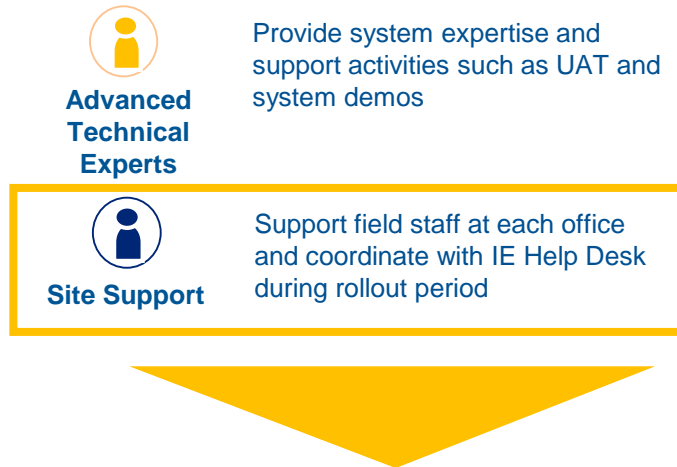 Provide system expertise and
support activities such as UAT and
system demos
Advanced
Technical
Experts
Support field staff at each office
and coordinate with IE Help Desk
during rollout period
Site Support